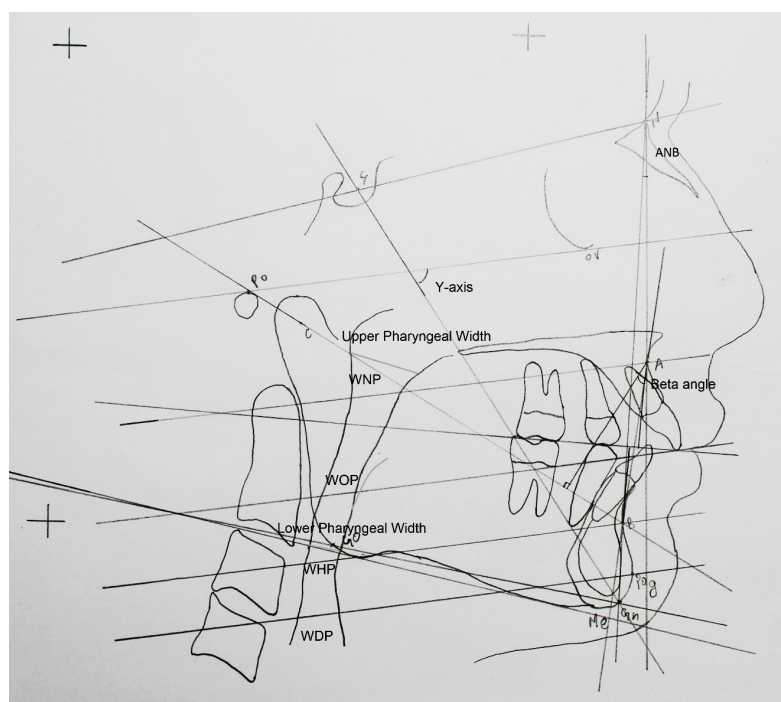 N
ANB
or
Po
Y-axis
C
Upper Pharyngeal Width
A
WNP
Beta angle
WOP
B
Lower Pharyngeal Width
Go
WHP
Pog
Gn
Me
WDP